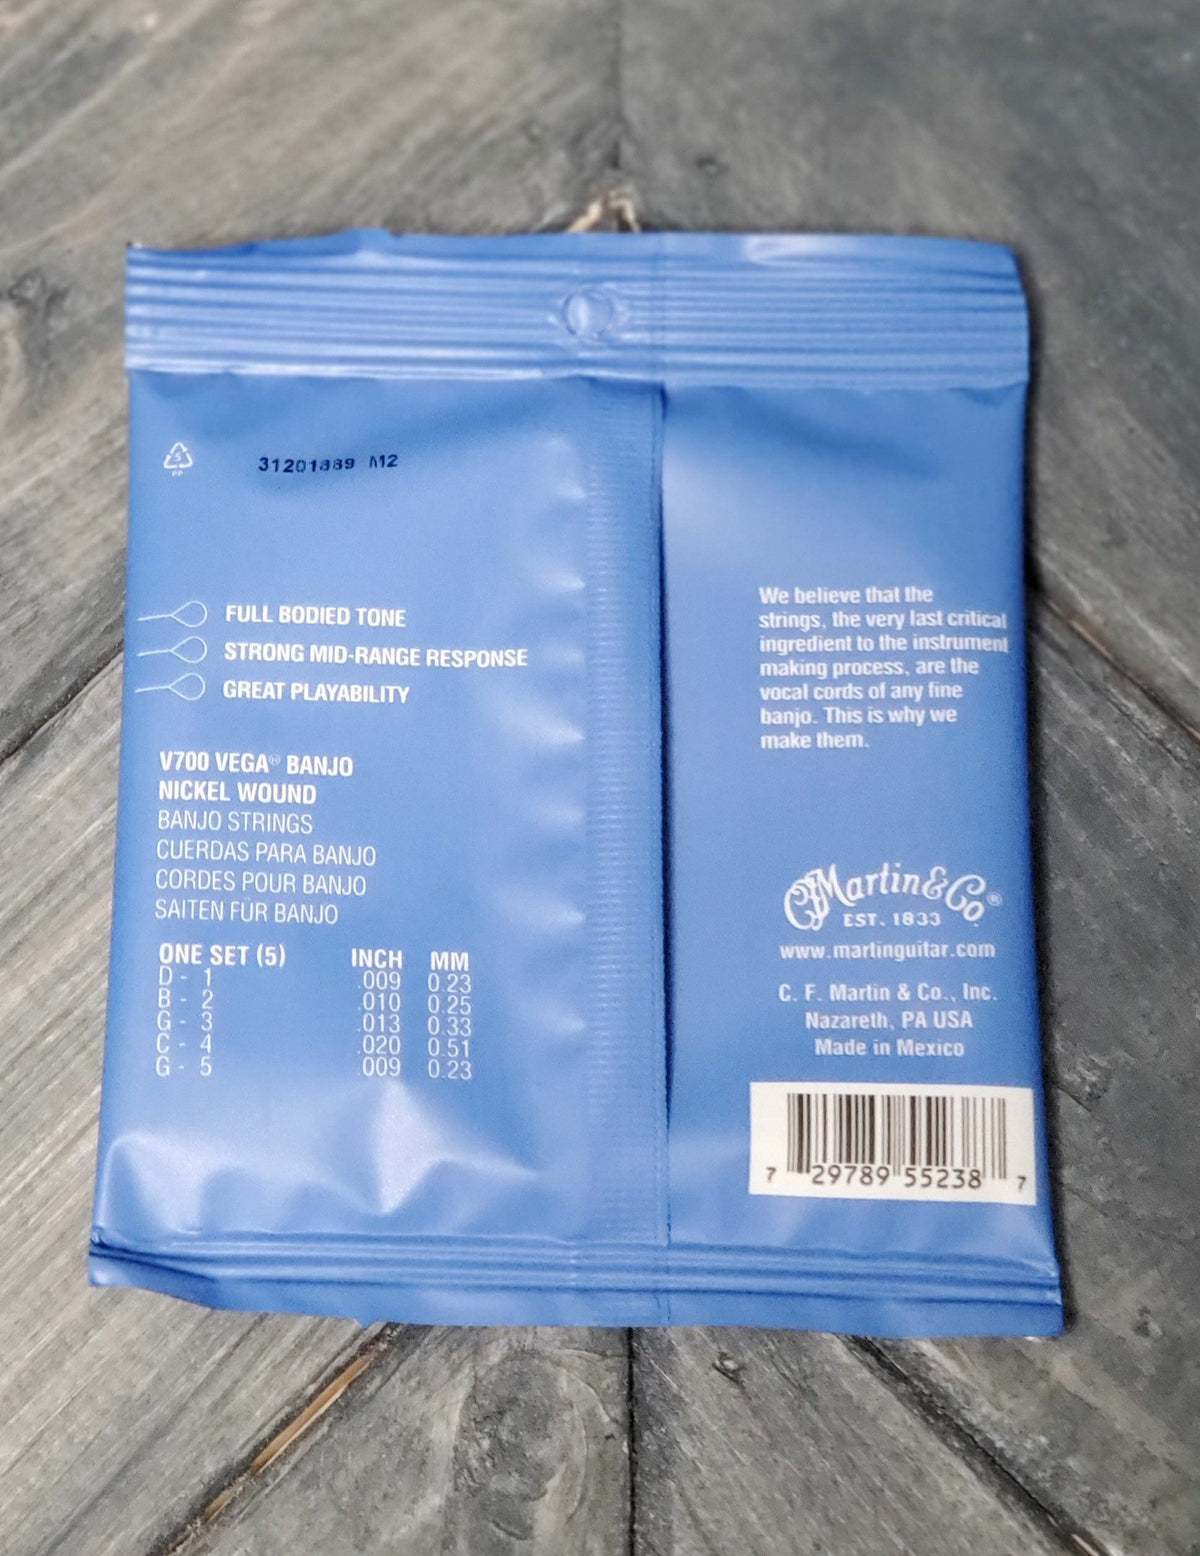 5
PP
31201889 M2
FULL BODIED TONE
STRONG MID-RANGE RESPONSE
GREAT PLAYABILITY
V700 VEGA® BANJO
NICKEL WOUND
BANJO STRINGS
CUERDAS PARA BANJO
CORDES POUR BANJO
SAITEN FÜR BANJO
ONE SET (5) INCH MM
D - 1 .009 0.23
B - 2 .010 0.25
G - 3 .013 0.33
C - 4 .020 0.51
G - 5 .009 0.23
We believe that the
strings, the very last critical
ingredient to the instrument
making process, are the
vocal cords of any fine
banjo. This is why we
make them.
CF Martin & Co®
EST. 1833
www.martinguitar.com
C. F. Martin & Co., Inc.
Nazareth, PA USA
Made in Mexico
7 29789 55238 7